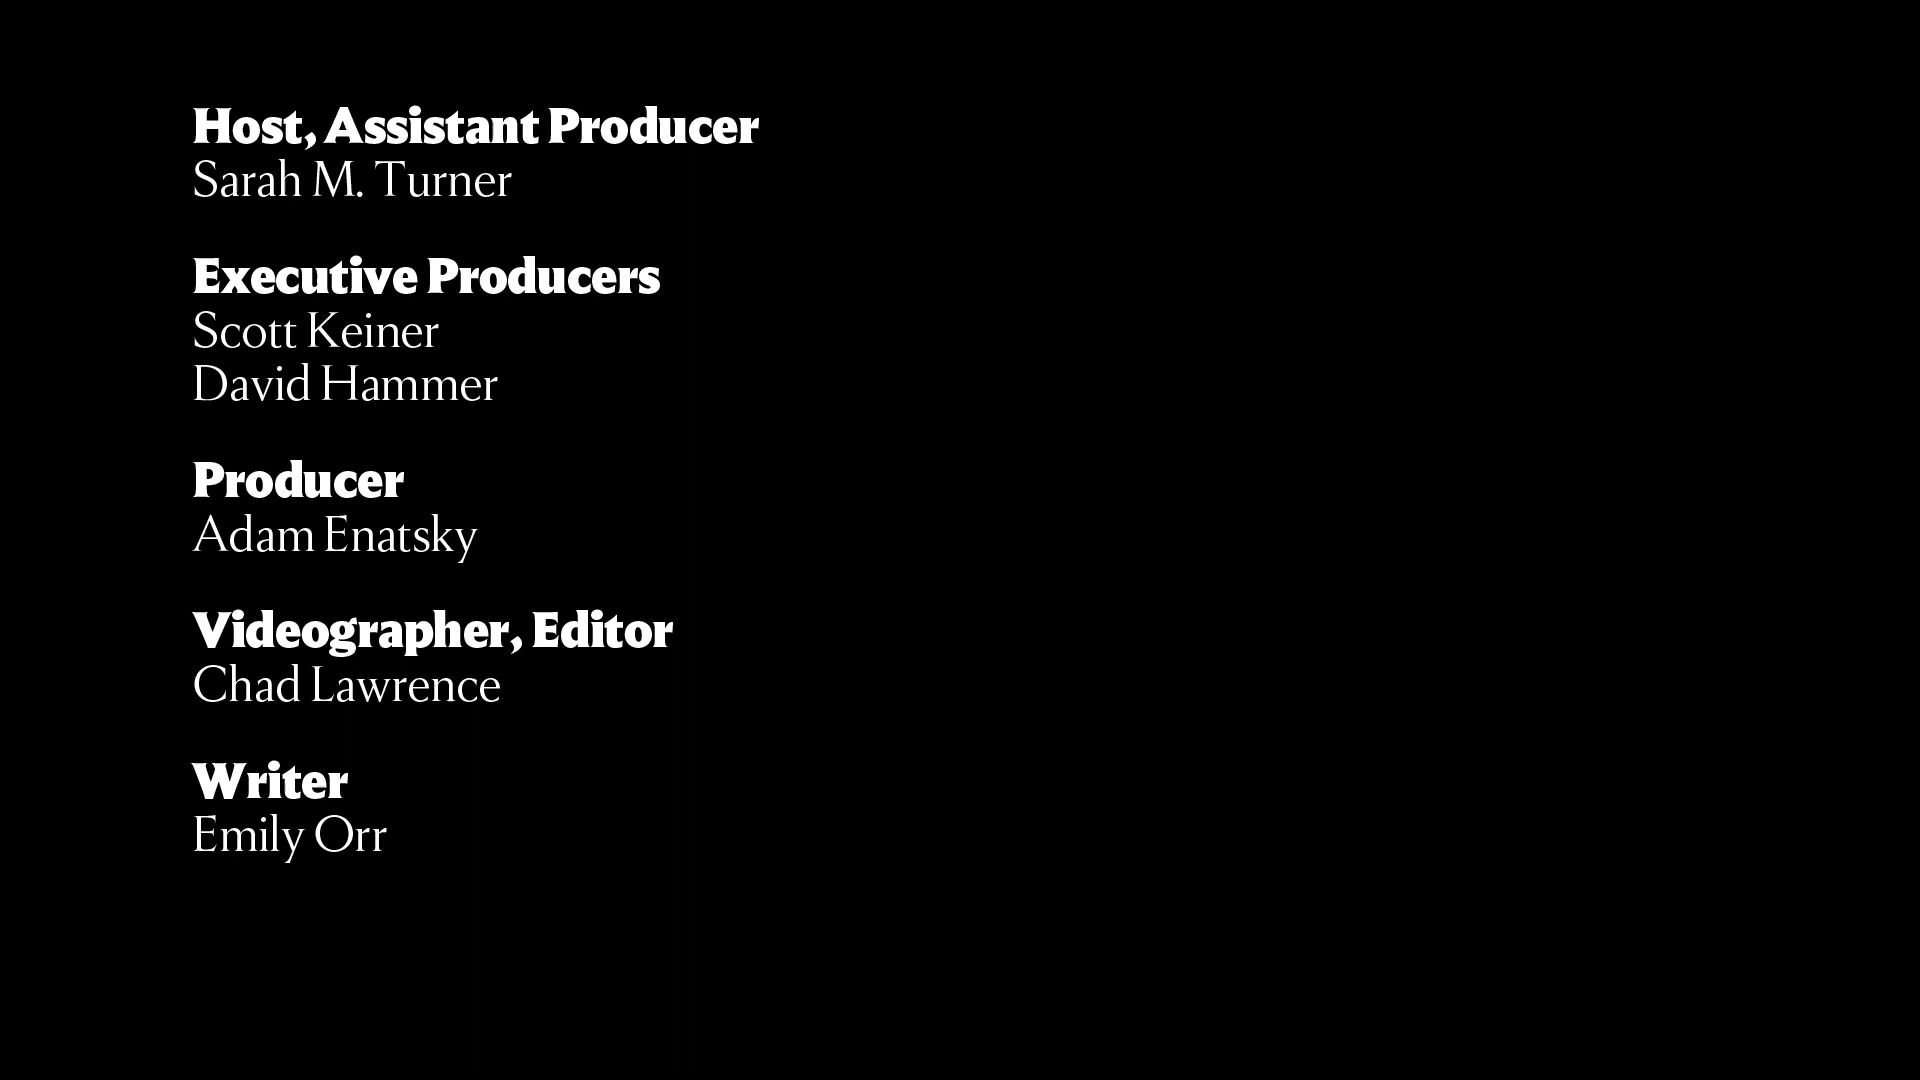 Host, Assistant Producer
Sarah M. Turner
Executive Producers
Scott Keiner
David Hammer
Producer
Adam Enatsky
Videographer, Editor
Chad Lawrence
Writer
Emily Orr